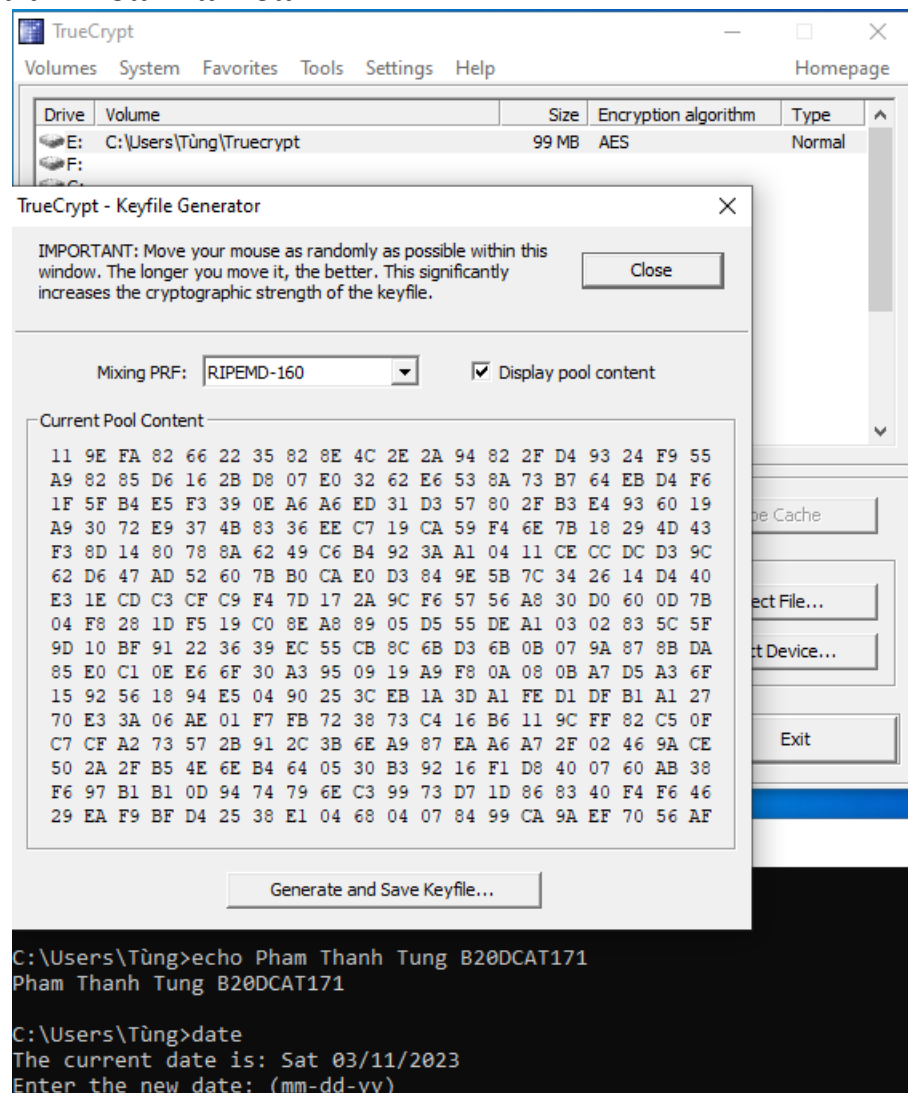 TrueCrypt
Volumes System Favorites Tools Settings Help Homepage
Drive Volume Size Encryption algorithm Type
E: C:\Users\Tùng\Truecrypt 99 MB AES Normal
F:
TrueCrypt - Keyfile Generator
IMPORTANT: Move your mouse as randomly as possible within this
window. The longer you move it, the better. This significantly
increases the cryptographic strength of the keyfile.
Close
Mixing PRF: RIPEMD-160 Display pool content
Current Pool Content
11 9E FA 82 66 22 35 82 8E 4C 2E 2A 94 82 2F D4 93 24 F9 55
A9 82 85 D6 16 2B D8 07 E0 32 62 E6 53 8A 73 B7 64 EB D4 F6
1F 5F B4 E5 F3 39 0E A6 A6 ED 31 D3 57 80 2F B3 E4 93 60 19
A9 30 72 E9 37 4B 83 36 EE C7 19 CA 59 F4 6E 7B 18 29 4D 43
F3 8D 14 80 78 8A 62 49 C6 B4 92 3A A1 04 11 CE CC DC D3 9C
62 D6 47 AD 52 60 7B B0 CA E0 D3 84 9E 5B 7C 34 26 14 D4 40
E3 1E CD C3 CF C9 F4 7D 17 2A 9C F6 57 56 A8 30 D0 60 0D 7B
04 F8 28 1D F5 19 C0 8E A8 89 05 D5 55 DE A1 03 02 83 5C 5F
9D 10 BF 91 22 36 39 EC 55 CB 8C 6B D3 6B 0B 07 9A 87 8B DA
85 E0 C1 0E E6 6F 30 A3 95 09 19 A9 F8 0A 08 0B A7 D5 A3 6F
15 92 56 18 94 E5 04 90 25 3C EB 1A 3D A1 FE D1 DF B1 A1 27
70 E3 3A 06 AE 01 F7 FB 72 38 73 C4 16 B6 11 9C FF 82 C5 0F
C7 CF A2 73 57 2B 91 2C 3B 6E A9 87 EA A6 A7 2F 02 46 9A CE
50 2A 2F B5 4E 6E B4 64 05 30 B3 92 16 F1 D8 40 07 60 AB 38
F6 97 B1 B1 0D 94 74 79 6E C3 99 73 D7 1D 86 83 40 F4 F6 46
29 EA F9 BF D4 25 38 E1 04 68 04 07 84 99 CA 9A EF 70 56 AF
Generate and Save Keyfile...
Cache
File...
Device...
Exit
C:\Users\Tùng>echo Pham Thanh Tung B20DCAT171
Pham Thanh Tung B20DCAT171
C:\Users\Tùng>date
The current date is: Sat 03/11/2023
Enter the new date: (mm-dd-yy)